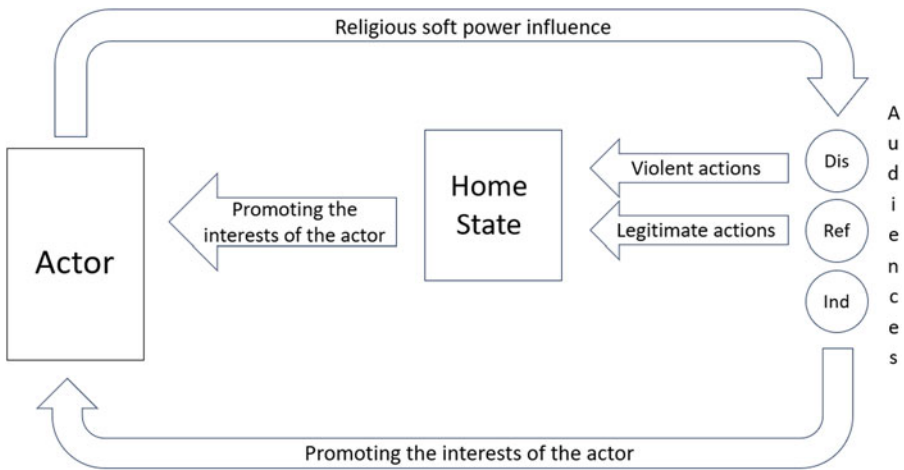 Religious soft power influence
Actor
Promoting the
interests of the actor
Home
State
Violent actions
Legitimate actions
Dis
Ref
Ind
Audiences
Promoting the interests of the actor